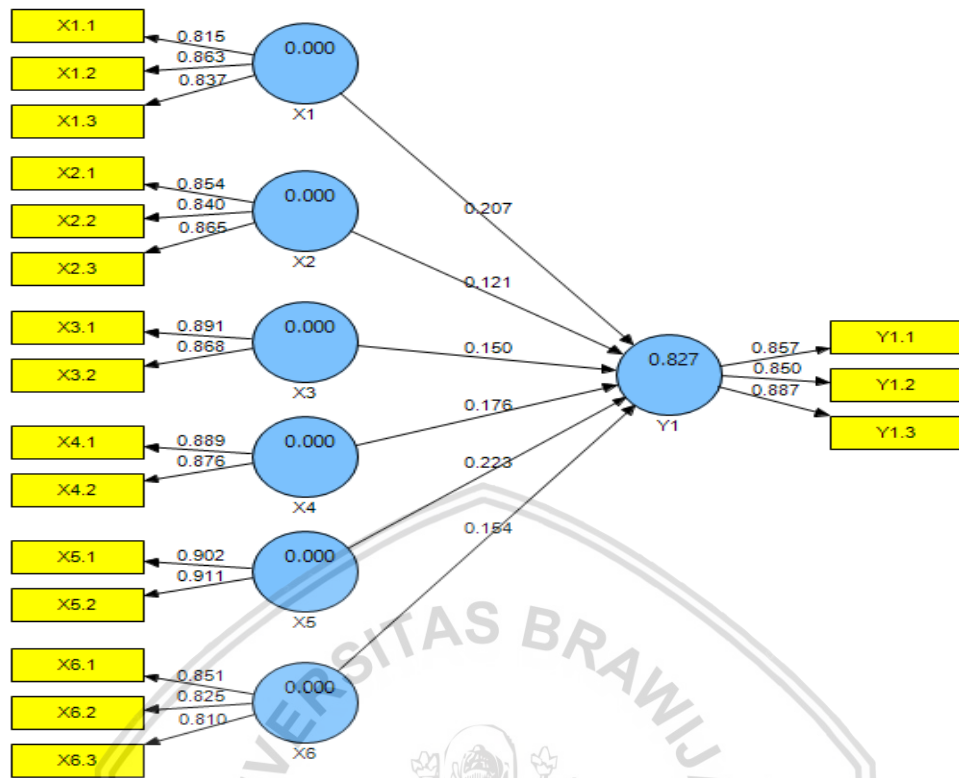 X1.1
0.815
X1.2
0.863
X1.3
0.837
0.000
X1
X2.1
0.854
X2.2
0.840
X2.3
0.865
0.000
X2
X3.1
0.891
X3.2
0.868
0.000
X3
X4.1
0.889
X4.2
0.876
0.000
X4
X5.1
0.902
X5.2
0.911
0.000
X5
X6.1
0.851
X6.2
0.825
X6.3
0.810
0.000
X6
0.207
0.121
0.150
0.176
0.223
0.154
0.827
Y1
0.857
Y1.1
0.850
Y1.2
0.887
Y1.3
VERSITAS BRAWIJ